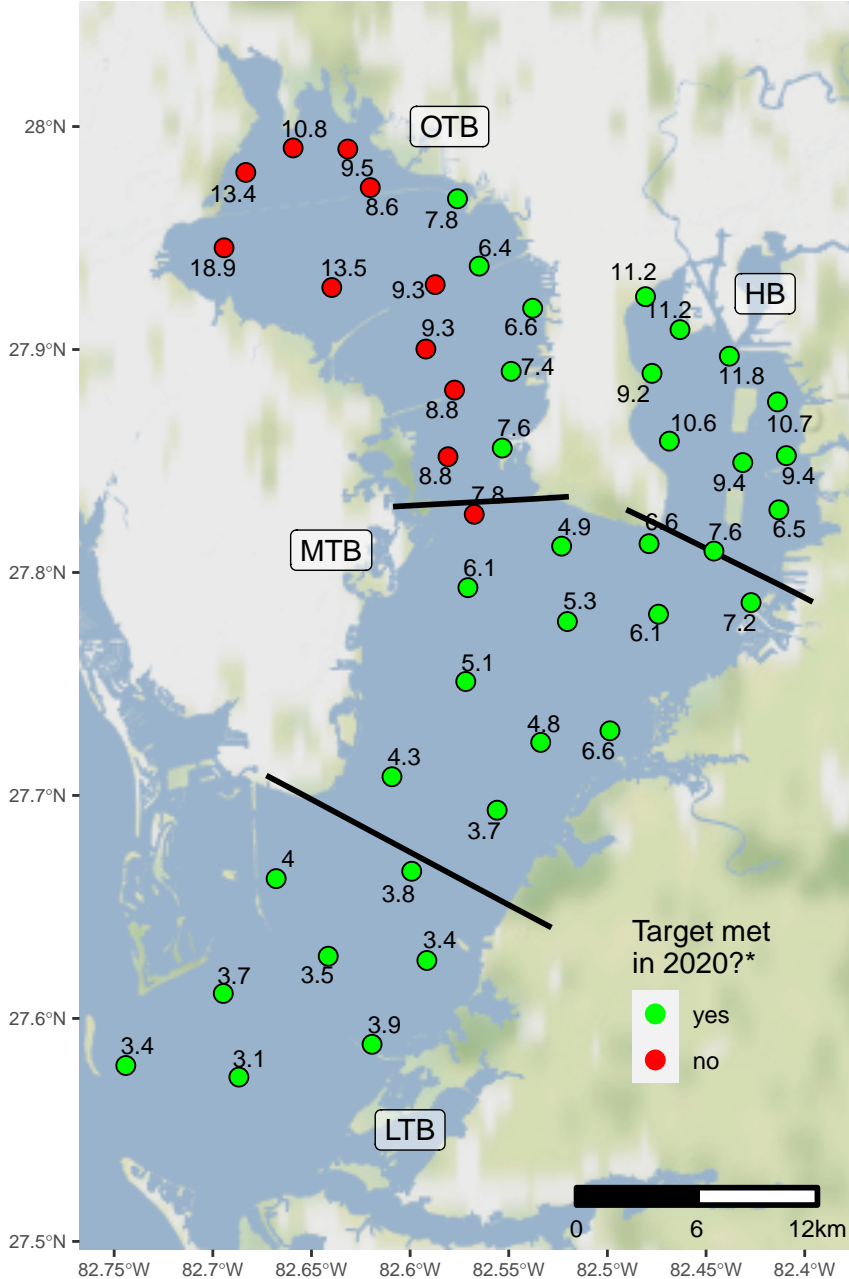 28°N
10.8
OTB
9.5
13.4
8.6
7.8
6.4
18.9
13.5
11.2
9.3
HB
11.2
6.6
9.3
27.9°N
7.4
11.8
9.2
8.8
10.7
7.6
10.6
8.8
9.4
9.4
7.8
6.6
7.6
6.5
4.9
MTB
27.8°N
6.1
5.3
6.1
7.2
5.1
4.8
6.6
4.3
27.7°N
3.7
4
3.8
Target met
in 2020?*
3.4
3.5
3.7
27.6°N
yes
3.9
3.4
3.1
no
LTB
0 6 12km
27.5°N
82.75°W 82.7°W 82.65°W 82.6°W 82.55°W 82.5°W 82.45°W 82.4°W